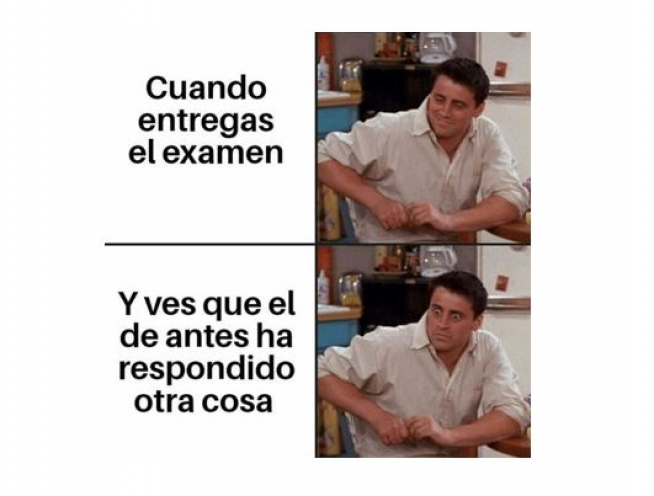 Cuando
entregas
el examen
Y ves que el
de antes ha
respondido
otra cosa